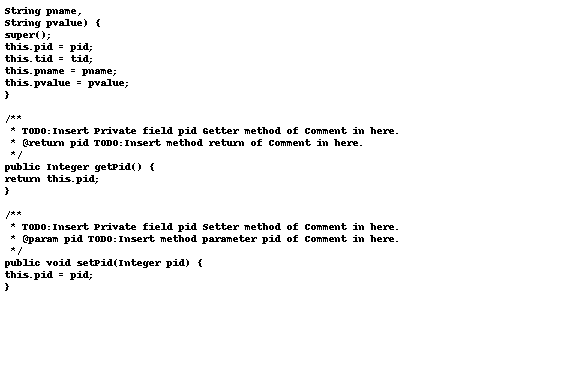 String pname,
String pvalue) {
super();
this.pid = pid;
this.tid = tid;
this.pname = pname;
this.pvalue = pvalue;
}

/**
 * TODO:Insert Private field pid Getter method of Comment in here.
 * @return pid TODO:Insert method return of Comment in here.
 */
public Integer getPid() {
return this.pid;
}

/**
 * TODO:Insert Private field pid Setter method of Comment in here.
 * @param pid TODO:Insert method parameter pid of Comment in here.
 */
public void setPid(Integer pid) {
this.pid = pid;
}